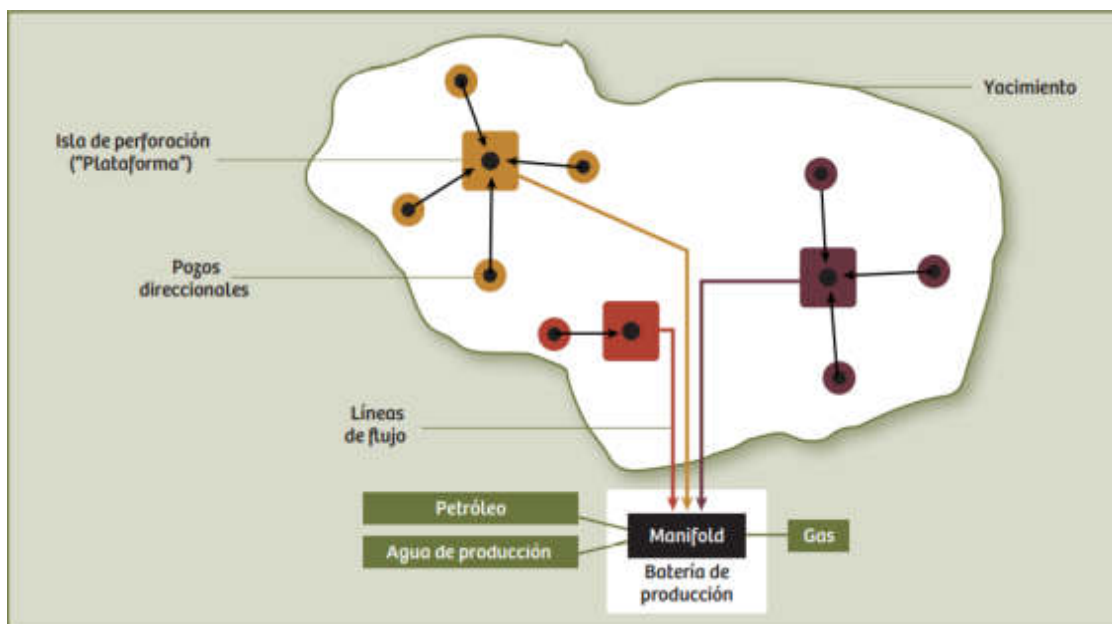 Yacimiento
Isla de perforación
("Plataforma")
Pozos
direccionales
Líneas
de flujo
Petróleo
Agua de producción
Manifold
Gas
Batería de
producción